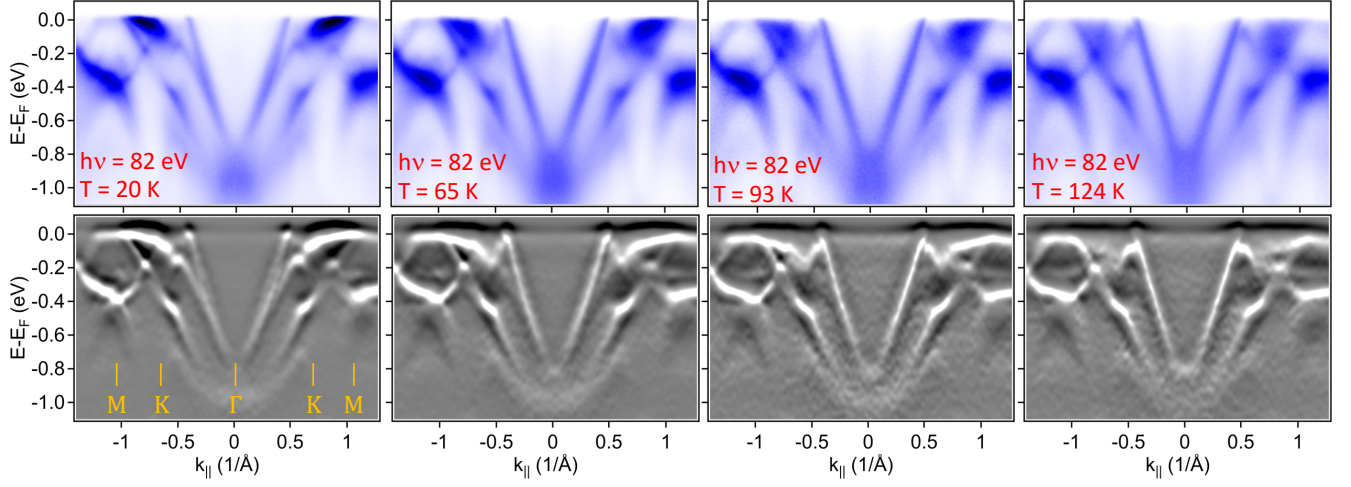 E-E_F (eV)
0.0
-0.2
-0.4
-0.6
-0.8
-1.0
hν = 82 eV
T = 20 K
hν = 82 eV
T = 65 K
hν = 82 eV
T = 93 K
hν = 82 eV
T = 124 K
E-E_F (eV)
0.0
-0.2
-0.4
-0.6
-0.8
-1.0
M K Γ K M
-1 -0.5 0 0.5 1
-1 -0.5 0 0.5 1
-1 -0.5 0 0.5 1
-1 -0.5 0 0.5 1
k_|| (1/Å)
k_|| (1/Å)
k_|| (1/Å)
k_|| (1/Å)